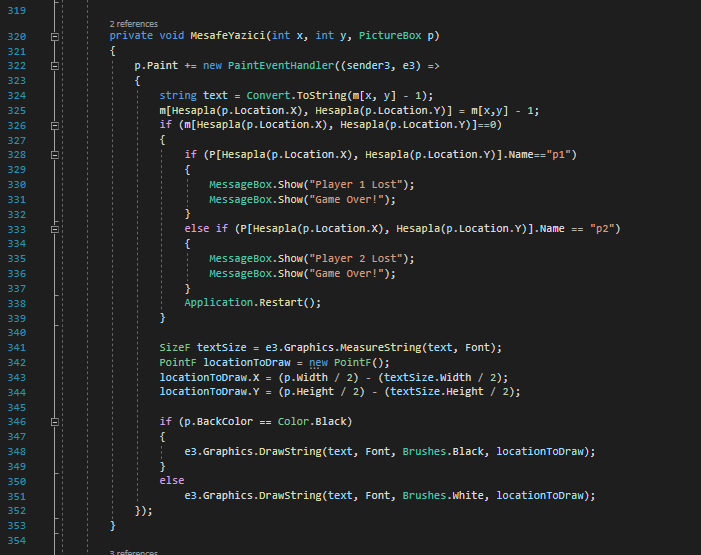 319
2 references
320 private void MesafeYazici(int x, int y, PictureBox p)
321 {
322 p.Paint += new PaintEventHandler((sender3, e3) =>
323 {
324 string text = Convert.ToString(m[x, y] - 1);
325 m[Hesapla(p.Location.X), Hesapla(p.Location.Y)] = m[x,y] - 1;
326 if (m[Hesapla(p.Location.X), Hesapla(p.Location.Y)]==0)
327 {
328 if (P[Hesapla(p.Location.X), Hesapla(p.Location.Y)].Name=="p1")
329 {
330 MessageBox.Show("Player 1 Lost");
331 MessageBox.Show("Game Over!");
332 }
333 else if (P[Hesapla(p.Location.X), Hesapla(p.Location.Y)].Name == "p2")
334 {
335 MessageBox.Show("Player 2 Lost");
336 MessageBox.Show("Game Over!");
337 }
338 Application.Restart();
339 }
340
341 SizeF textSize = e3.Graphics.MeasureString(text, Font);
342 PointF locationToDraw = new PointF();
343 locationToDraw.X = (p.Width / 2) - (textSize.Width / 2);
344 locationToDraw.Y = (p.Height / 2) - (textSize.Height / 2);
345
346 if (p.BackColor == Color.Black)
347 {
348 e3.Graphics.DrawString(text, Font, Brushes.Black, locationToDraw);
349 }
350 else
351 e3.Graphics.DrawString(text, Font, Brushes.White, locationToDraw);
352 });
353 }
354
3 references